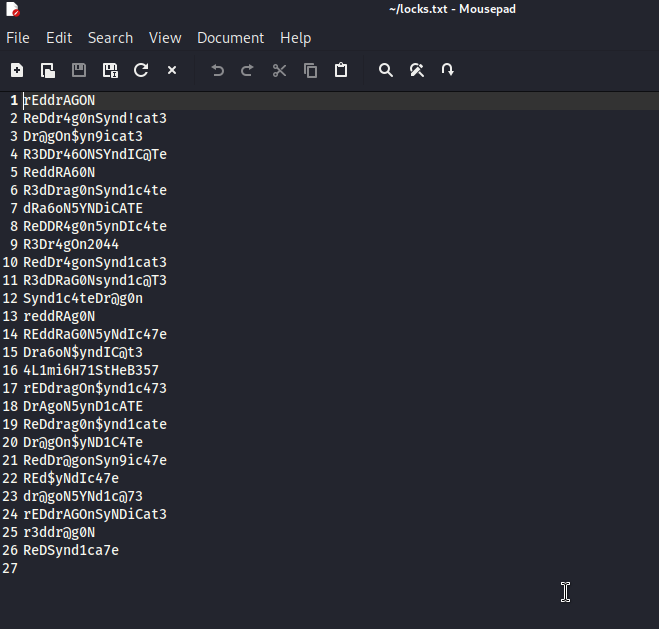 ~/locks.txt - Mousepad
File Edit Search View Document Help
1 rEddrAGON
2 ReDdr4g0nSynd!cat3
3 Dr@gOn$yn9icat3
4 R3DDr46ONSYndIC@Te
5 ReddRA60N
6 R3dDrag0nSynd1c4te
7 dRa6oN5YNDiCATE
8 ReDDR4g0n5ynDIc4te
9 R3Dr4gOn2044
10 RedDr4gonSynd1cat3
11 R3dDRaG0Nsynd1c@T3
12 Synd1c4teDr@g0n
13 reddRAg0N
14 REddRaG0N5yNdIc47e
15 Dra6oN$yndIC@t3
16 4L1mi6H71StHeB357
17 rEDdragOn$ynd1c473
18 DrAgoN5ynD1cATE
19 ReDdrag0n$ynd1cate
20 Dr@gOn$yND1C4Te
21 RedDr@gonSyn9ic47e
22 REd$yNdIc47e
23 dr@goN5YNd1c@73
24 rEDdrAGOnSyNDiCat3
25 r3ddr@g0N
26 ReDSynd1ca7e
27